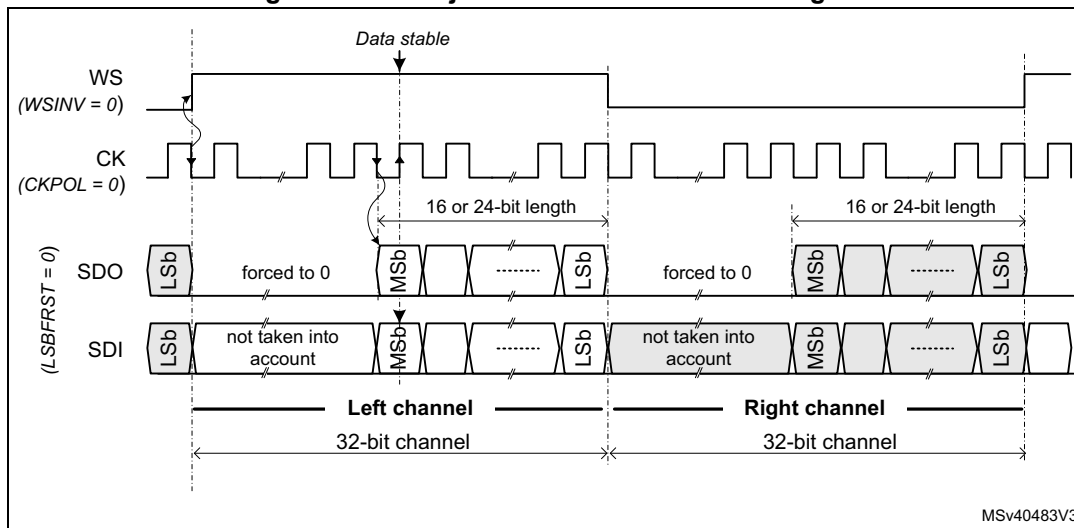 Data stable
WS
(WSINV = 0)
CK
(CKPOL = 0)
16 or 24-bit length 16 or 24-bit length
(LSBFRST = 0)
SDO LSb forced to 0 MSb LSb forced to 0 MSb LSb
SDI LSb not taken into account MSb LSb not taken into account MSb LSb
Left channel Right channel
32-bit channel 32-bit channel
MSv40483V3